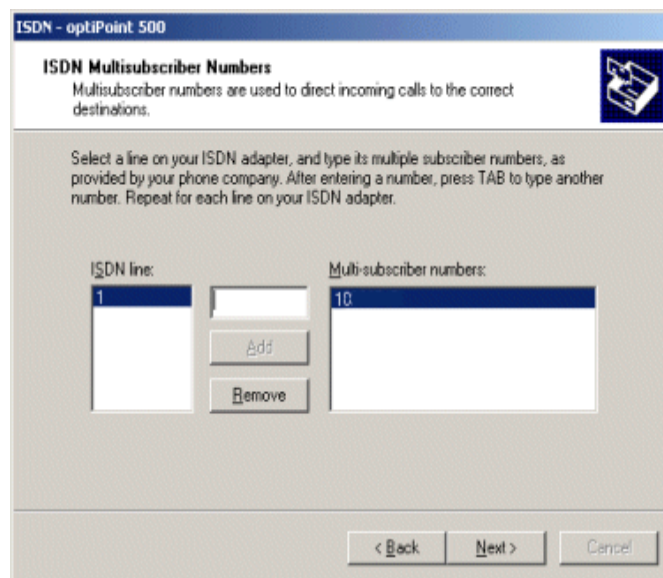 ISDN - optiPoint 500
ISDN Multisubscriber Numbers
Multisubscriber numbers are used to direct incoming calls to the correct
destinations.
Select a line on your ISDN adapter, and type its multiple subscriber numbers, as
provided by your phone company. After entering a number, press TAB to type another
number. Repeat for each line on your ISDN adapter.
ISDN line:
Multi-subscriber numbers:
1
10
Add
Remove
< Back
Next >
Cancel